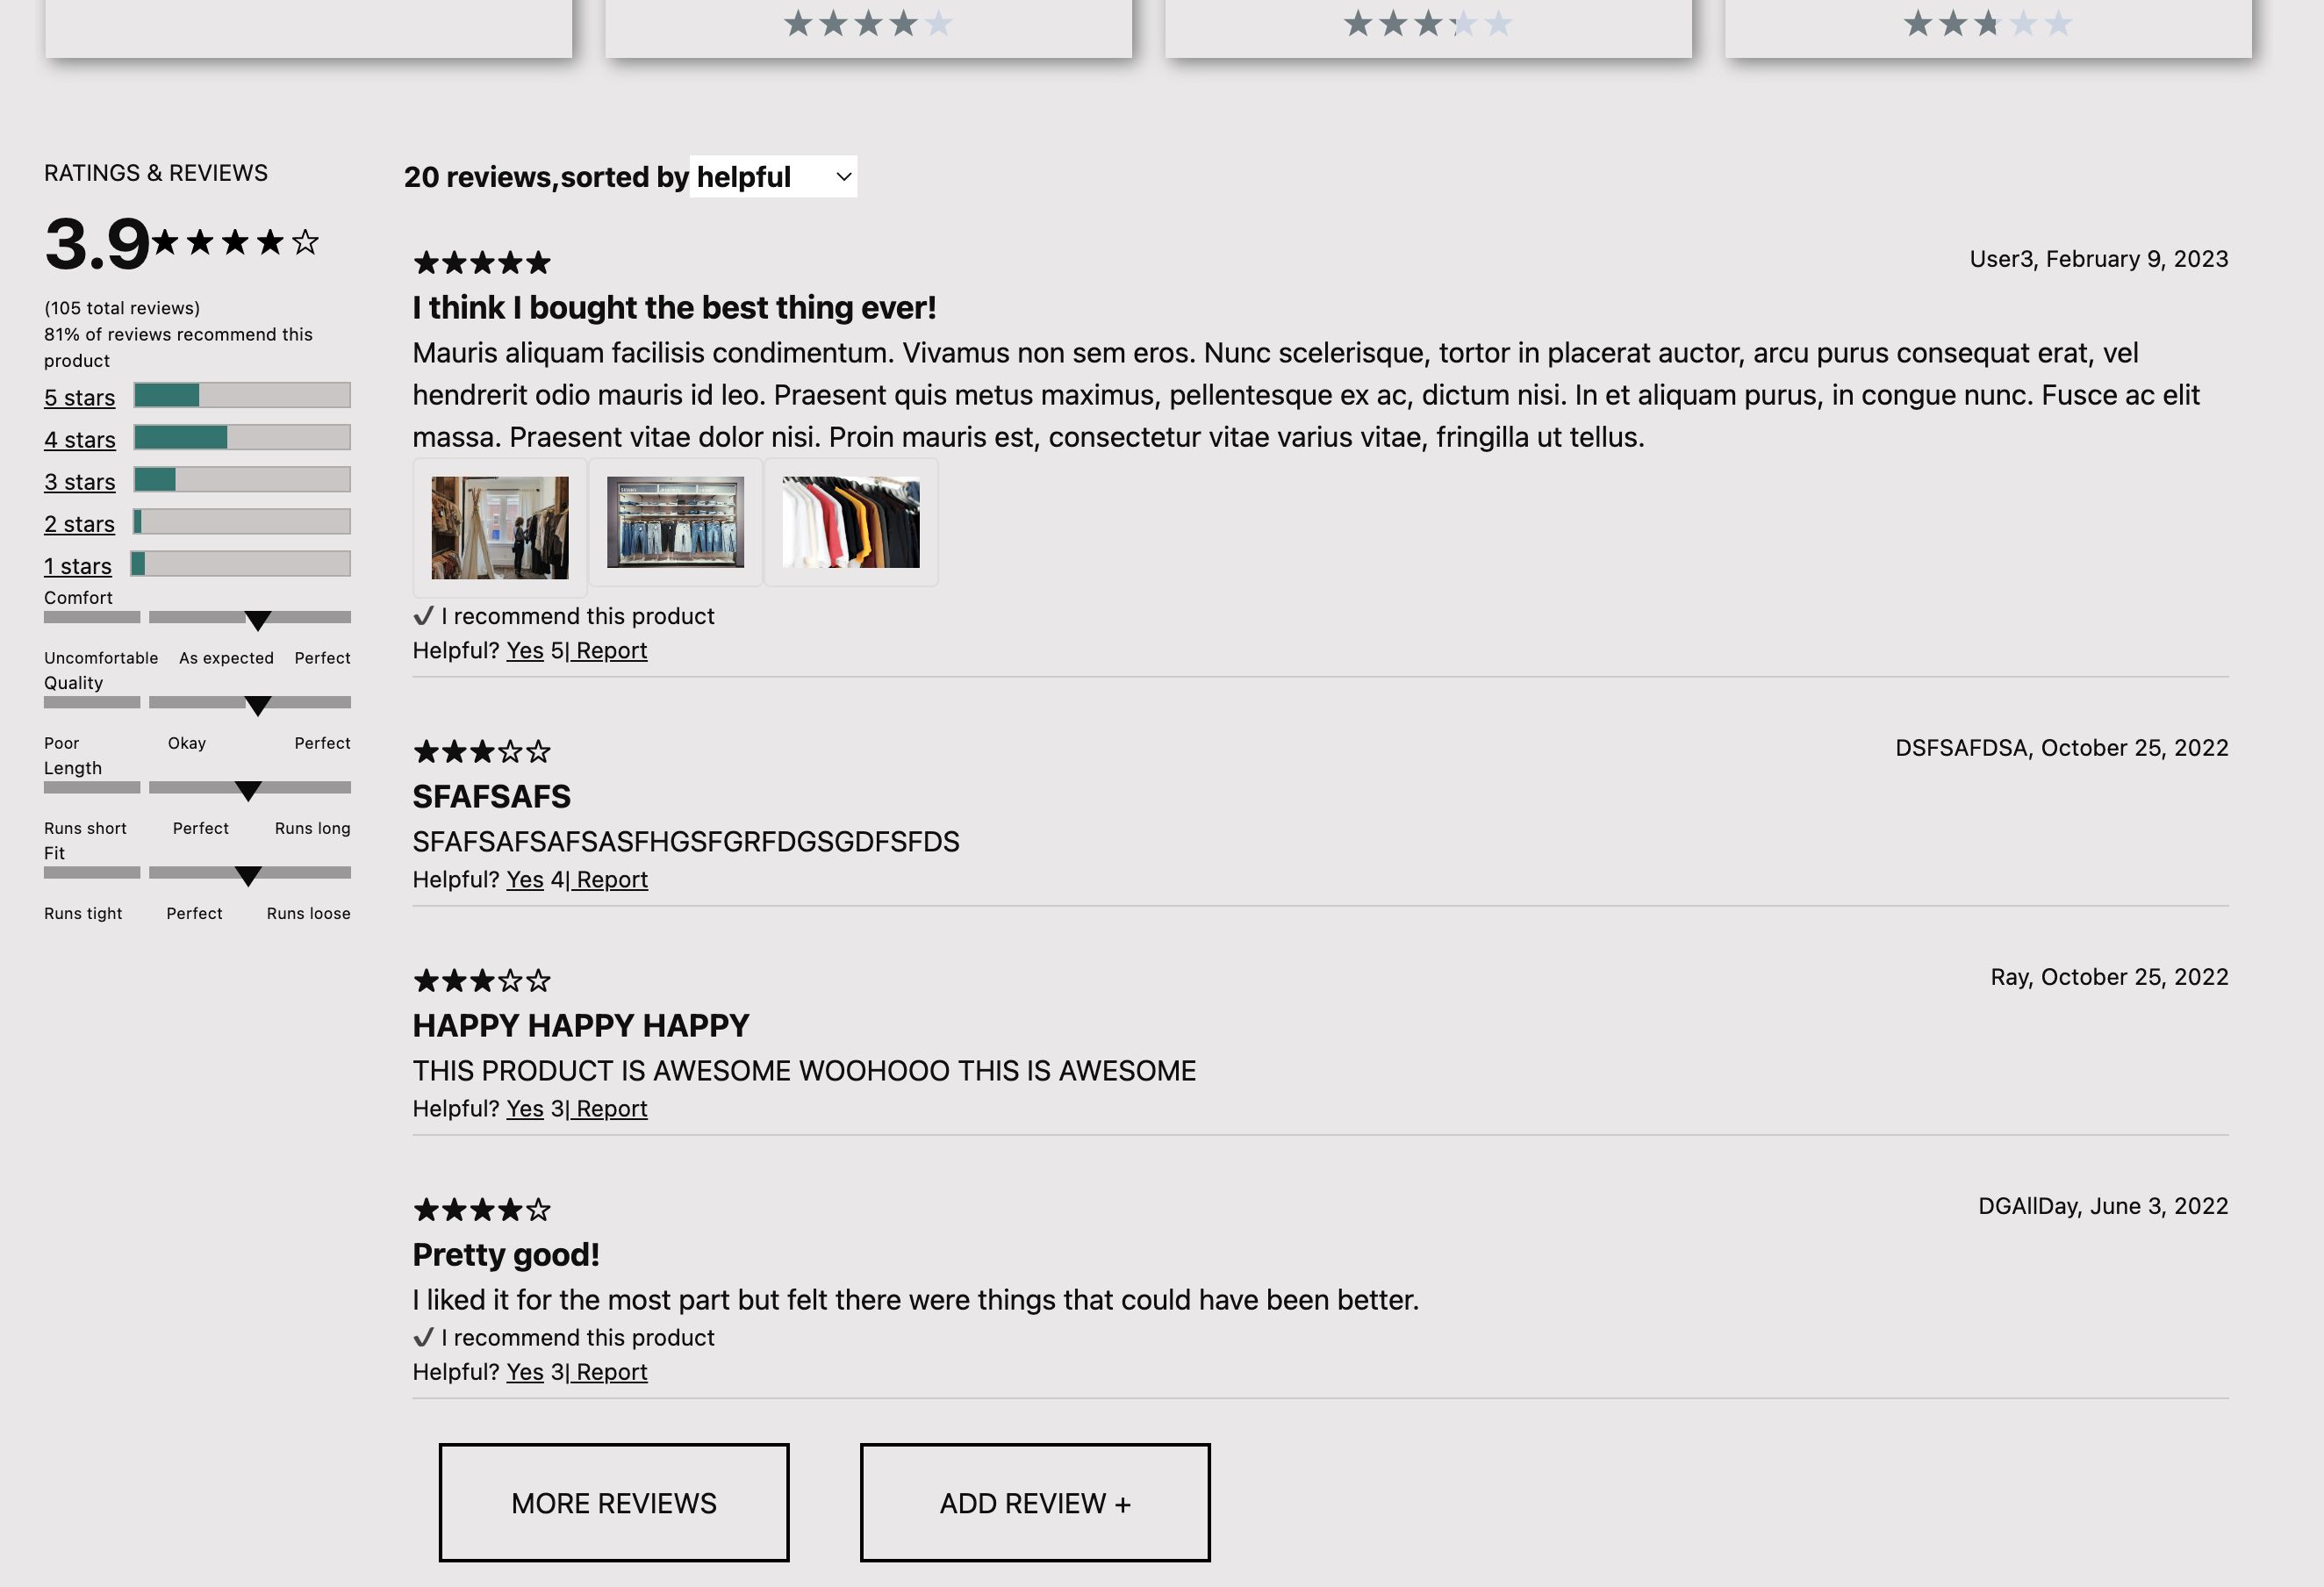 RATINGS & REVIEWS
3.9
(105 total reviews)
81% of reviews recommend this
product
5 stars
4 stars
3 stars
2 stars
1 stars
Comfort
Uncomfortable As expected Perfect
Quality
Poor Okay Perfect
Length
Runs short Perfect Runs long
Fit
Runs tight Perfect Runs loose
20 reviews,sorted by helpful
User3, February 9, 2023
I think I bought the best thing ever!
Mauris aliquam facilisis condimentum. Vivamus non sem eros. Nunc scelerisque, tortor in placerat auctor, arcu purus consequat erat, vel
hendrerit odio mauris id leo. Praesent quis metus maximus, pellentesque ex ac, dictum nisi. In et aliquam purus, in congue nunc. Fusce ac elit
massa. Praesent vitae dolor nisi. Proin mauris est, consectetur vitae varius vitae, fringilla ut tellus.
✓ I recommend this product
Helpful? Yes 5| Report
DSFSAFDSA, October 25, 2022
SFAFSAFS
SFAFSAFSAFSASFHGSFGRFDGSGDFSFDS
Helpful? Yes 4| Report
Ray, October 25, 2022
HAPPY HAPPY HAPPY
THIS PRODUCT IS AWESOME WOOHOOO THIS IS AWESOME
Helpful? Yes 3| Report
DGAllDay, June 3, 2022
Pretty good!
I liked it for the most part but felt there were things that could have been better.
✓ I recommend this product
Helpful? Yes 3| Report
MORE REVIEWS
ADD REVIEW +